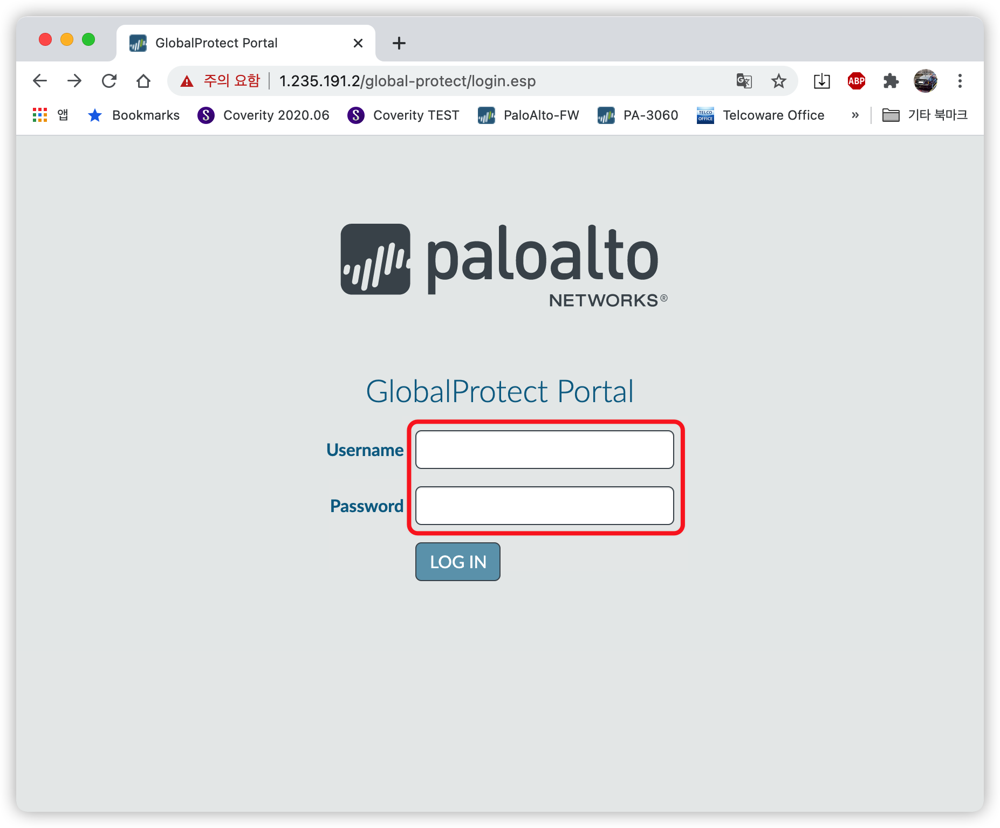 GlobalProtect Portal
주의 요함 1.235.191.2/global-protect/login.esp
ABP
앱 Bookmarks S Coverity 2020.06 S Coverity TEST PaloAlto-FW PA-3060 TELCO OFFICE Telcoware Office » 기타 북마크
paloalto
NETWORKS®
GlobalProtect Portal
Username
Password
LOG IN